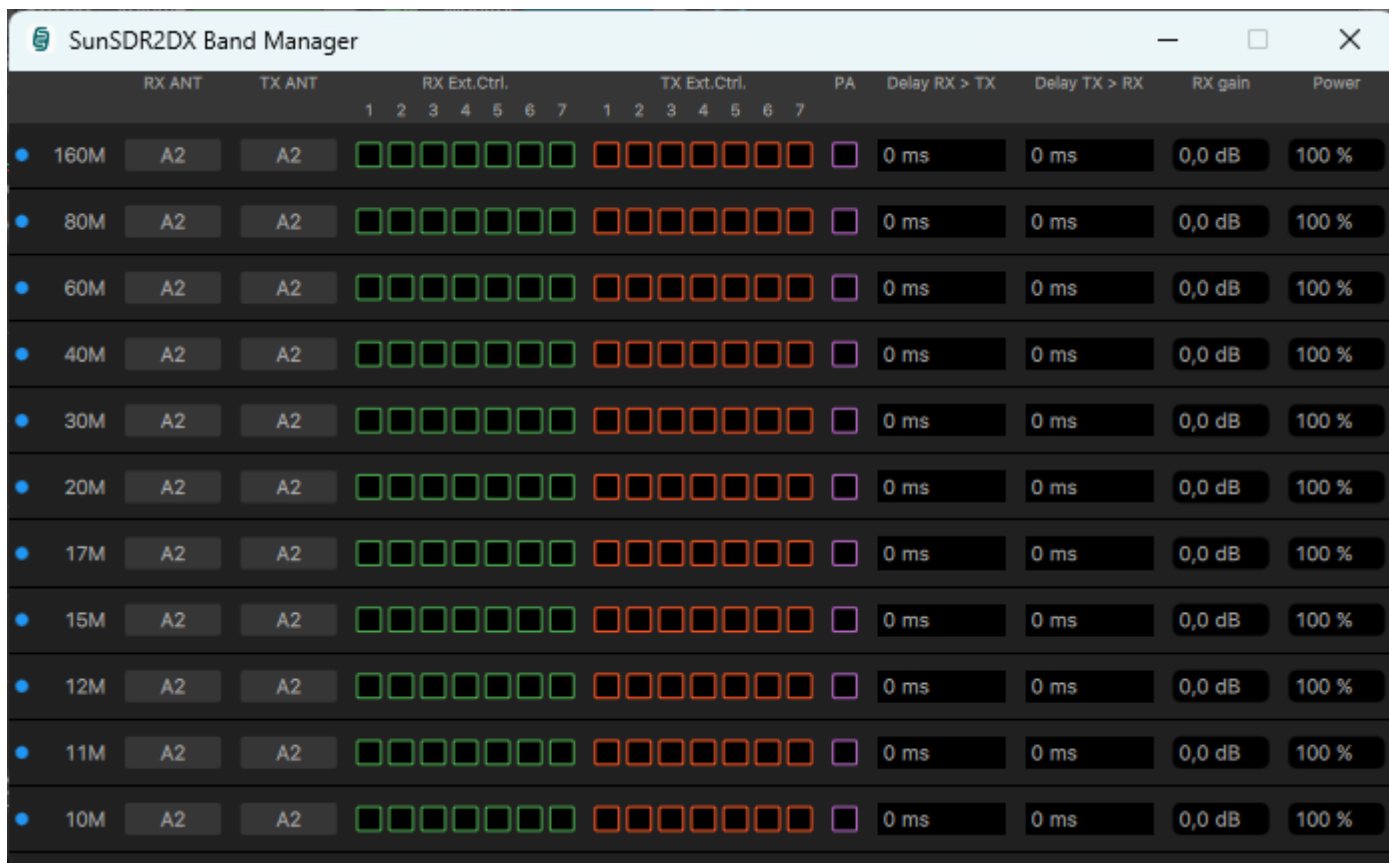 SunSDR2DX Band Manager
RX ANT TX ANT RX Ext.Ctrl. TX Ext.Ctrl. PA Delay RX > TX Delay TX > RX RX gain Power
1 2 3 4 5 6 7 1 2 3 4 5 6 7
160M A2 A2 0 ms 0 ms 0,0 dB 100 %
80M A2 A2 0 ms 0 ms 0,0 dB 100 %
60M A2 A2 0 ms 0 ms 0,0 dB 100 %
40M A2 A2 0 ms 0 ms 0,0 dB 100 %
30M A2 A2 0 ms 0 ms 0,0 dB 100 %
20M A2 A2 0 ms 0 ms 0,0 dB 100 %
17M A2 A2 0 ms 0 ms 0,0 dB 100 %
15M A2 A2 0 ms 0 ms 0,0 dB 100 %
12M A2 A2 0 ms 0 ms 0,0 dB 100 %
11M A2 A2 0 ms 0 ms 0,0 dB 100 %
10M A2 A2 0 ms 0 ms 0,0 dB 100 %